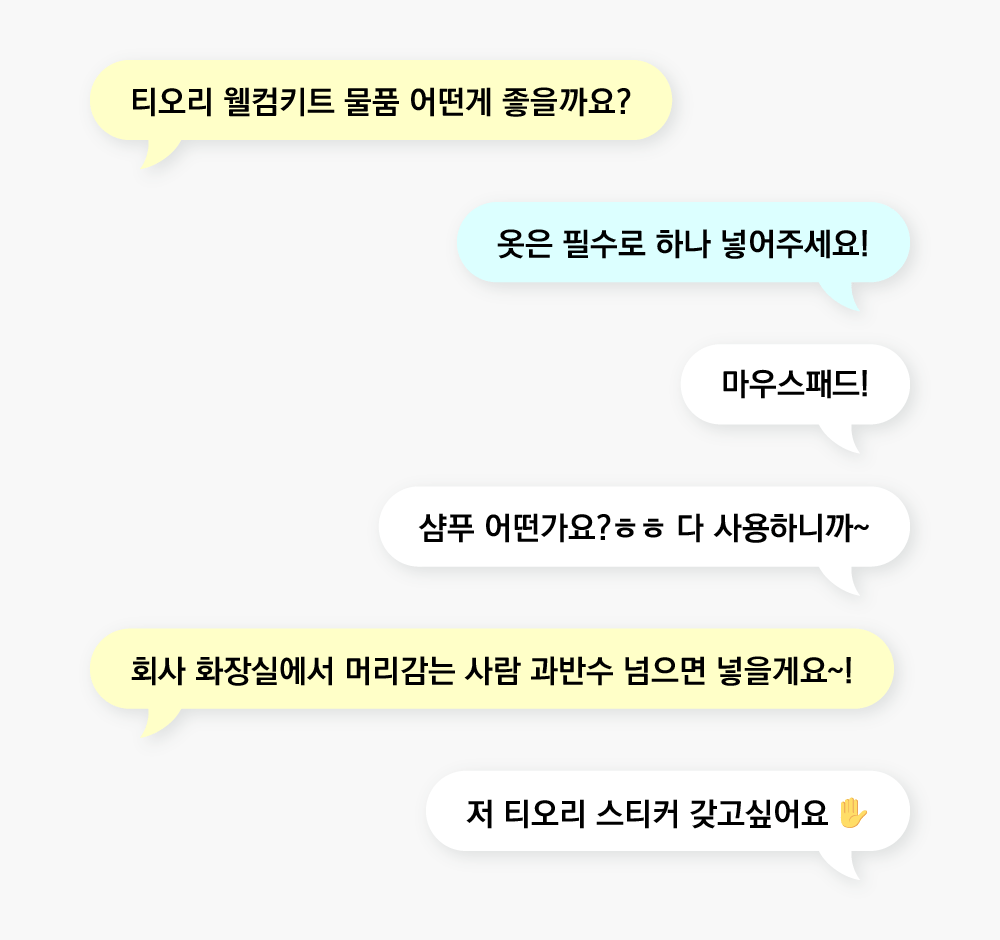 티오리 웰컴키트 물품 어떤게 좋을까요?
옷은 필수로 하나 넣어주세요!
마우스패드!
샴푸 어떤가요?ㅎㅎ 다 사용하니까~
회사 화장실에서 머리감는 사람 과반수 넘으면 넣을게요~!
저 티오리 스티커 갖고싶어요 ✋